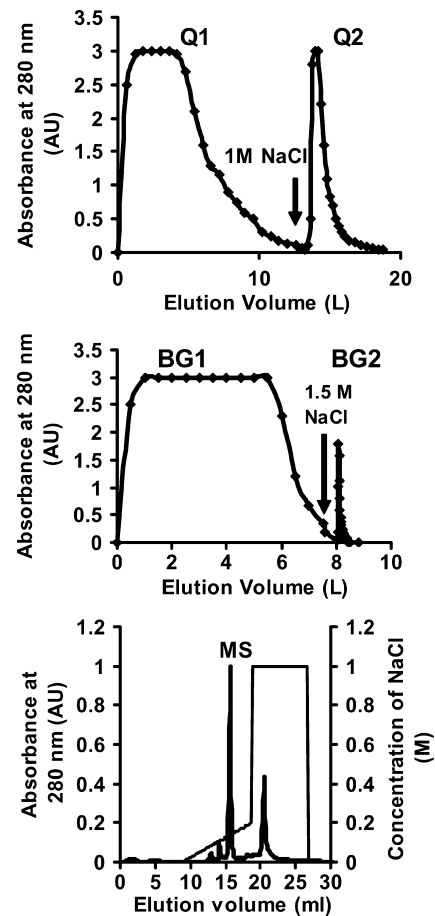 Q1 Q2
3.5
3
2.5
2
1.5
1
0.5
0
Absorbance at 280 nm
(AU)
1M NaCl
0 10 20
Elution Volume (L)
BG1 BG2
3.5
3
2.5
2
1.5
1
0.5
0
Absorbance at 280 nm
(AU)
1.5 M
NaCl
0 2 4 6 8 10
Elution Volume (L)
MS
1.2
1
0.8
0.6
0.4
0.2
0
Absorbance at
280 nm (AU)
1.2
1
0.8
0.6
0.4
0.2
0
Concentration of NaCl
(M)
0 5 10 15 20 25 30
Elution volume (ml)